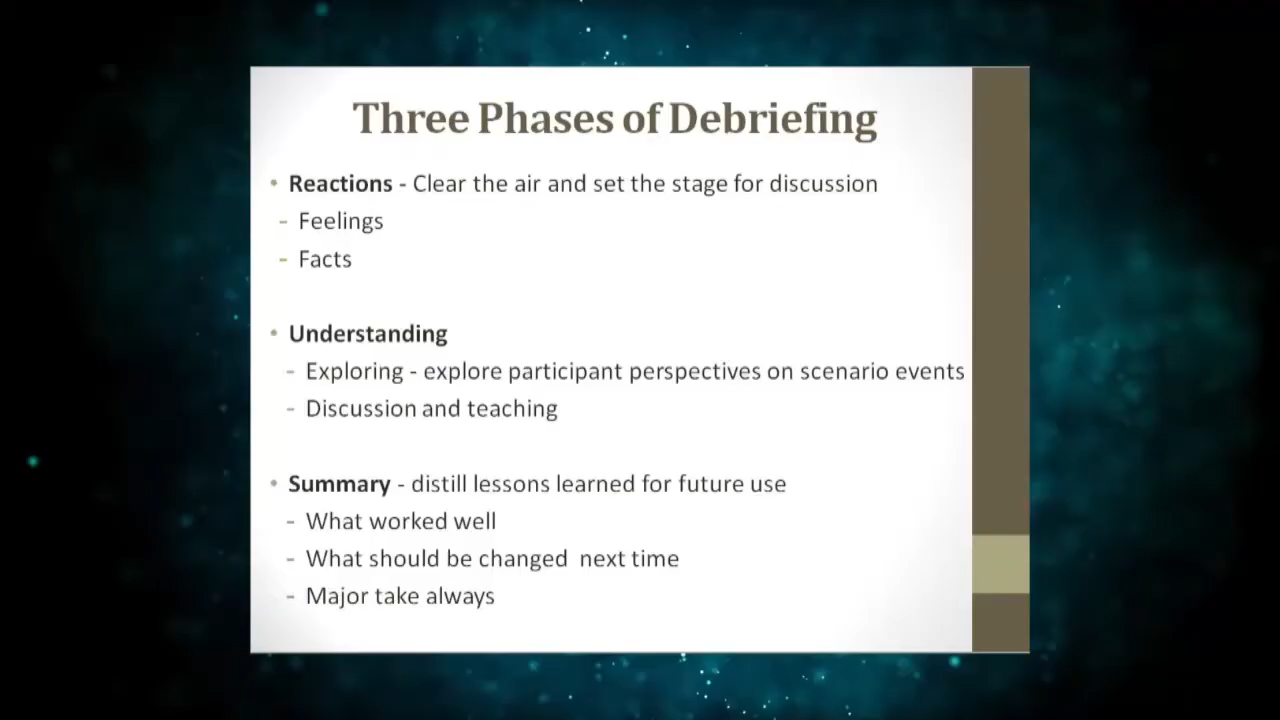 Three Phases of Debriefing
• Reactions - Clear the air and set the stage for discussion
- Feelings
- Facts
• Understanding
- Exploring - explore participant perspectives on scenario events
- Discussion and teaching
• Summary - distill lessons learned for future use
- What worked well
- What should be changed  next time
- Major take always